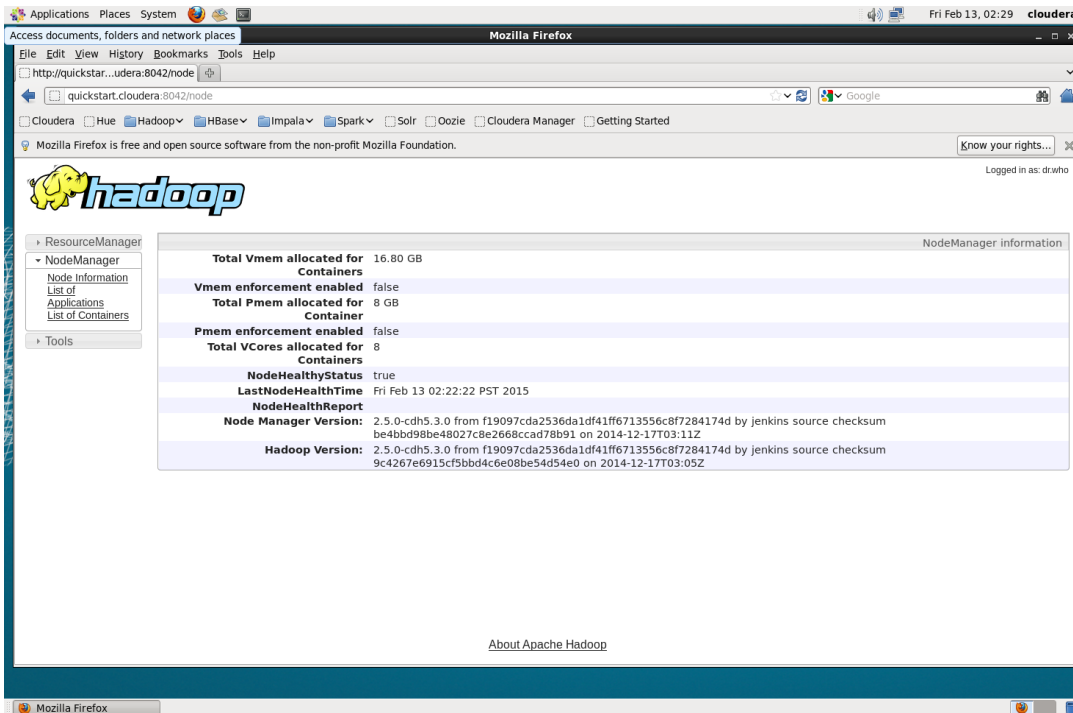 Applications Places System Fri Feb 13, 02:29 cloudera
Access documents, folders and network places Mozilla Firefox
File Edit View History Bookmarks Tools Help
http://quickstar...udera:8042/node
quickstart.cloudera:8042/node Google
Cloudera Hue Hadoop HBase Impala Spark Solr Oozie Cloudera Manager Getting Started
Mozilla Firefox is free and open source software from the non-profit Mozilla Foundation. Know your rights...
Logged in as: dr.who
hadoop
ResourceManager
NodeManager
Node Information
List of
Applications
List of Containers
Tools
NodeManager information
Total Vmem allocated for 16.80 GB
Containers
Vmem enforcement enabled false
Total Pmem allocated for 8 GB
Container
Pmem enforcement enabled false
Total VCores allocated for 8
Containers
NodeHealthyStatus true
LastNodeHealthTime Fri Feb 13 02:22:22 PST 2015
NodeHealthReport
Node Manager Version: 2.5.0-cdh5.3.0 from f19097cda2536da1df41ff6713556c8f7284174d by jenkins source checksum
be4bbd98be48027c8e2668ccad78b91 on 2014-12-17T03:11Z
Hadoop Version: 2.5.0-cdh5.3.0 from f19097cda2536da1df41ff6713556c8f7284174d by jenkins source checksum
9c4267e6915cf5bbd4c6e08be54d54e0 on 2014-12-17T03:05Z
About Apache Hadoop
Mozilla Firefox